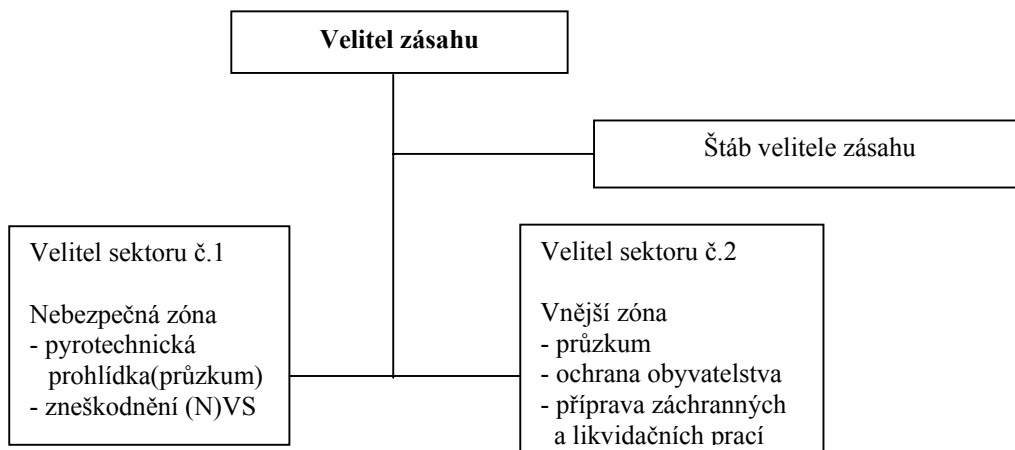 Velitel zásahu
Štáb velitele zásahu
Velitel sektoru č.1
Nebezpečná zóna
- pyrotechnická
prohlídka(průzkum)
- zneškodnění (N)VS
Velitel sektoru č.2
Vnější zóna
- průzkum
- ochrana obyvatelstva
- příprava záchranných
a likvidačních prací